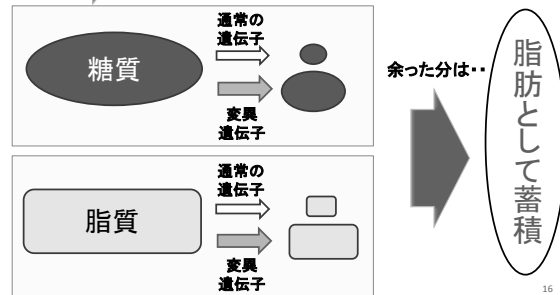 通常の
遺伝子
糖質
変異
遺伝子
通常の
遺伝子
脂質
変異
遺伝子
余った分は・・
脂肪として蓄積
16